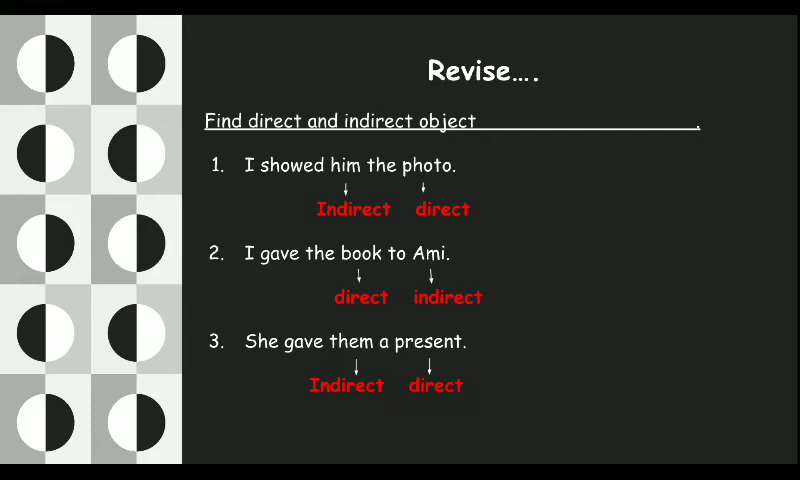 Revise....
Find direct and indirect object .
1. I showed him the photo.
Indirect direct
2. I gave the book to Ami.
direct indirect
3. She gave them a present.
Indirect direct